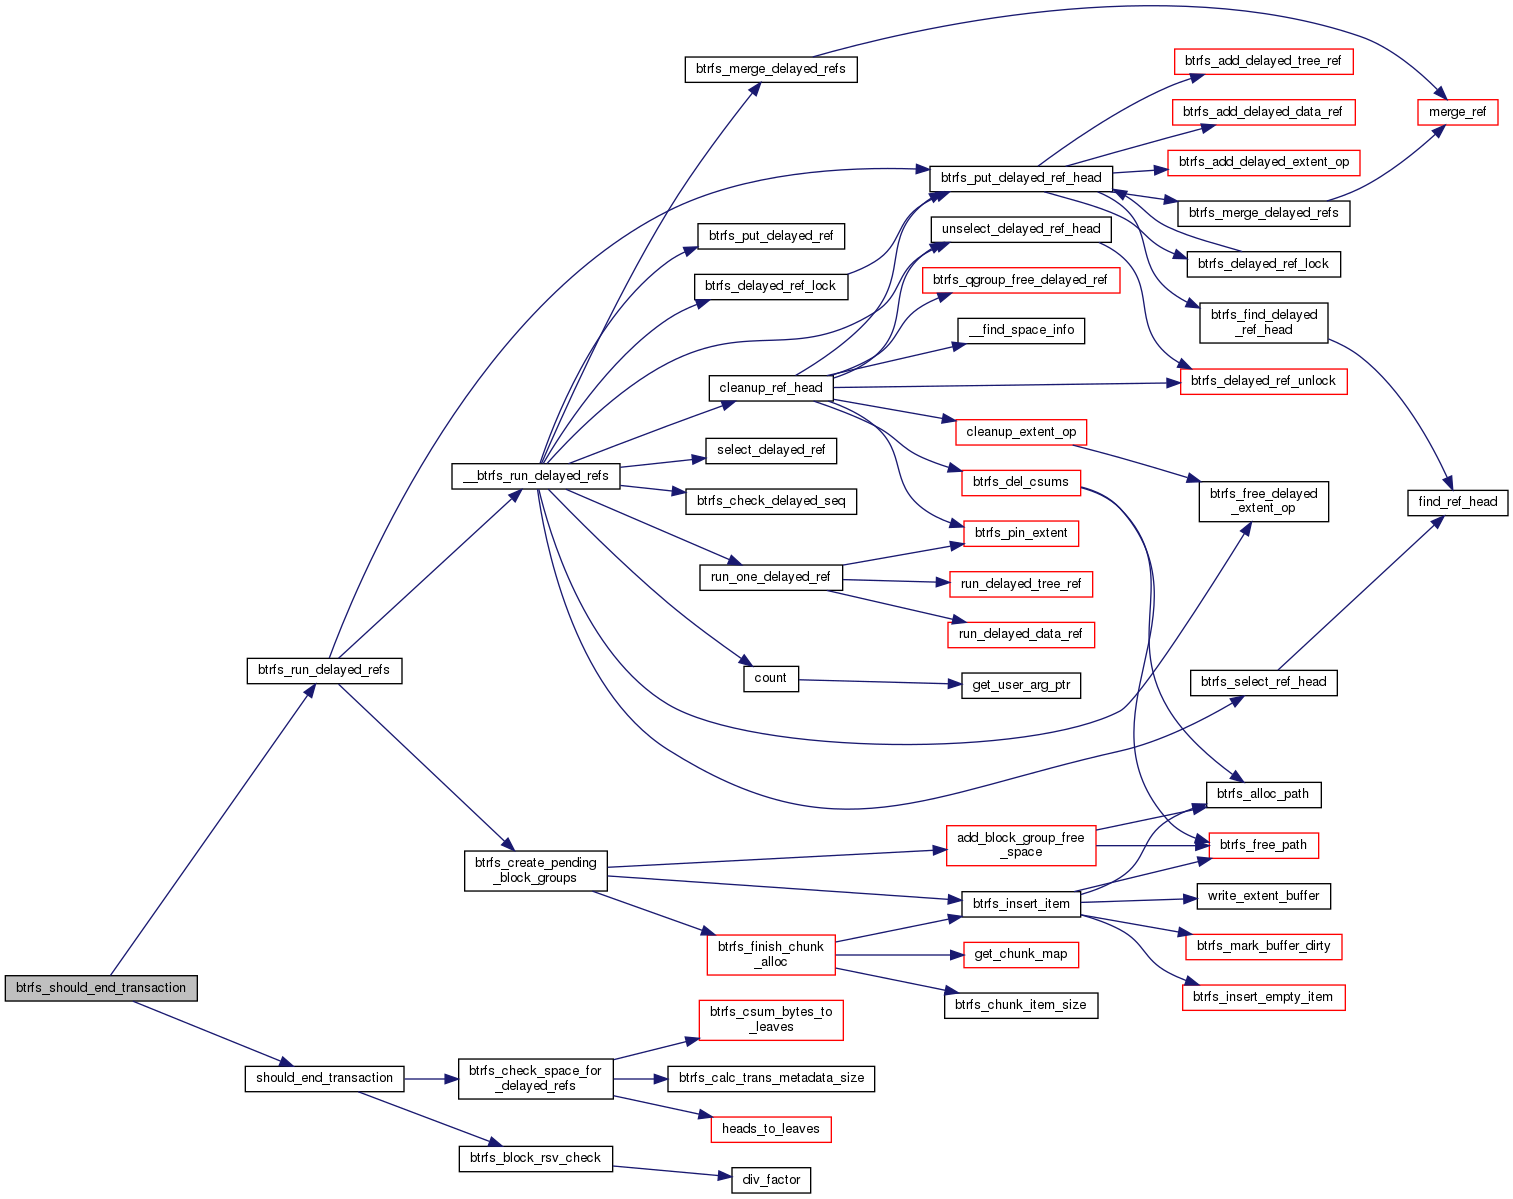 btrfs_merge_delayed_refs
btrfs_add_delayed_tree_ref
btrfs_add_delayed_data_ref
merge_ref
btrfs_add_delayed_extent_op
btrfs_put_delayed_ref_head
btrfs_merge_delayed_refs
btrfs_put_delayed_ref
unselect_delayed_ref_head
btrfs_delayed_ref_lock
btrfs_delayed_ref_lock
btrfs_qgroup_free_delayed_ref
btrfs_find_delayed
_ref_head
__find_space_info
cleanup_ref_head
btrfs_delayed_ref_unlock
cleanup_extent_op
select_delayed_ref
__btrfs_run_delayed_refs
btrfs_del_csums
btrfs_free_delayed
_extent_op
btrfs_check_delayed_seq
find_ref_head
btrfs_pin_extent
run_one_delayed_ref
run_delayed_tree_ref
run_delayed_data_ref
btrfs_run_delayed_refs
count
get_user_arg_ptr
btrfs_select_ref_head
btrfs_alloc_path
add_block_group_free
_space
btrfs_free_path
btrfs_create_pending
_block_groups
btrfs_insert_item
write_extent_buffer
btrfs_finish_chunk
_alloc
get_chunk_map
btrfs_mark_buffer_dirty
btrfs_should_end_transaction
btrfs_chunk_item_size
btrfs_insert_empty_item
btrfs_csum_bytes_to
_leaves
should_end_transaction
btrfs_check_space_for
_delayed_refs
btrfs_calc_trans_metadata_size
heads_to_leaves
btrfs_block_rsv_check
div_factor